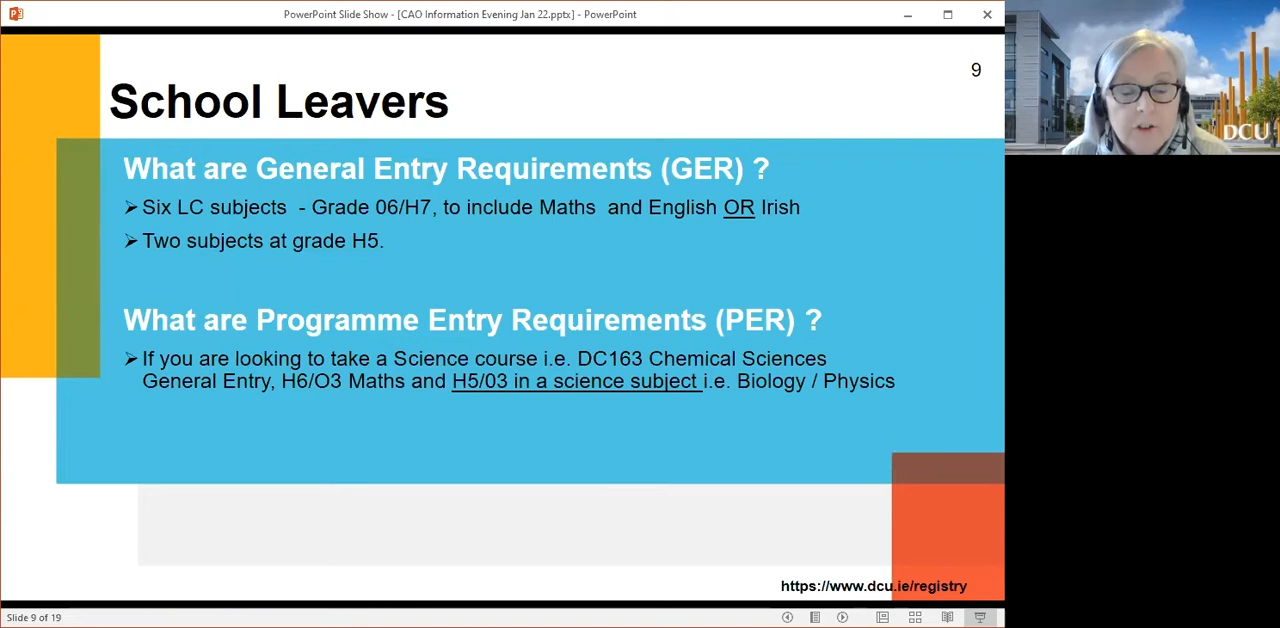 PowerPoint Slide Show - [CAO Information Evening Jan 22.pptx] - PowerPoint
9
School Leavers
DCU
What are General Entry Requirements (GER) ?
Six LC subjects - Grade 06/H7, to include Maths and English OR Irish
Two subjects at grade H5.
What are Programme Entry Requirements (PER) ?
If you are looking to take a Science course i.e. DC163 Chemical Sciences
General Entry, H6/O3 Maths and H5/03 in a science subject i.e. Biology / Physics
https://www.dcu.ie/registry
Slide 9 of 19